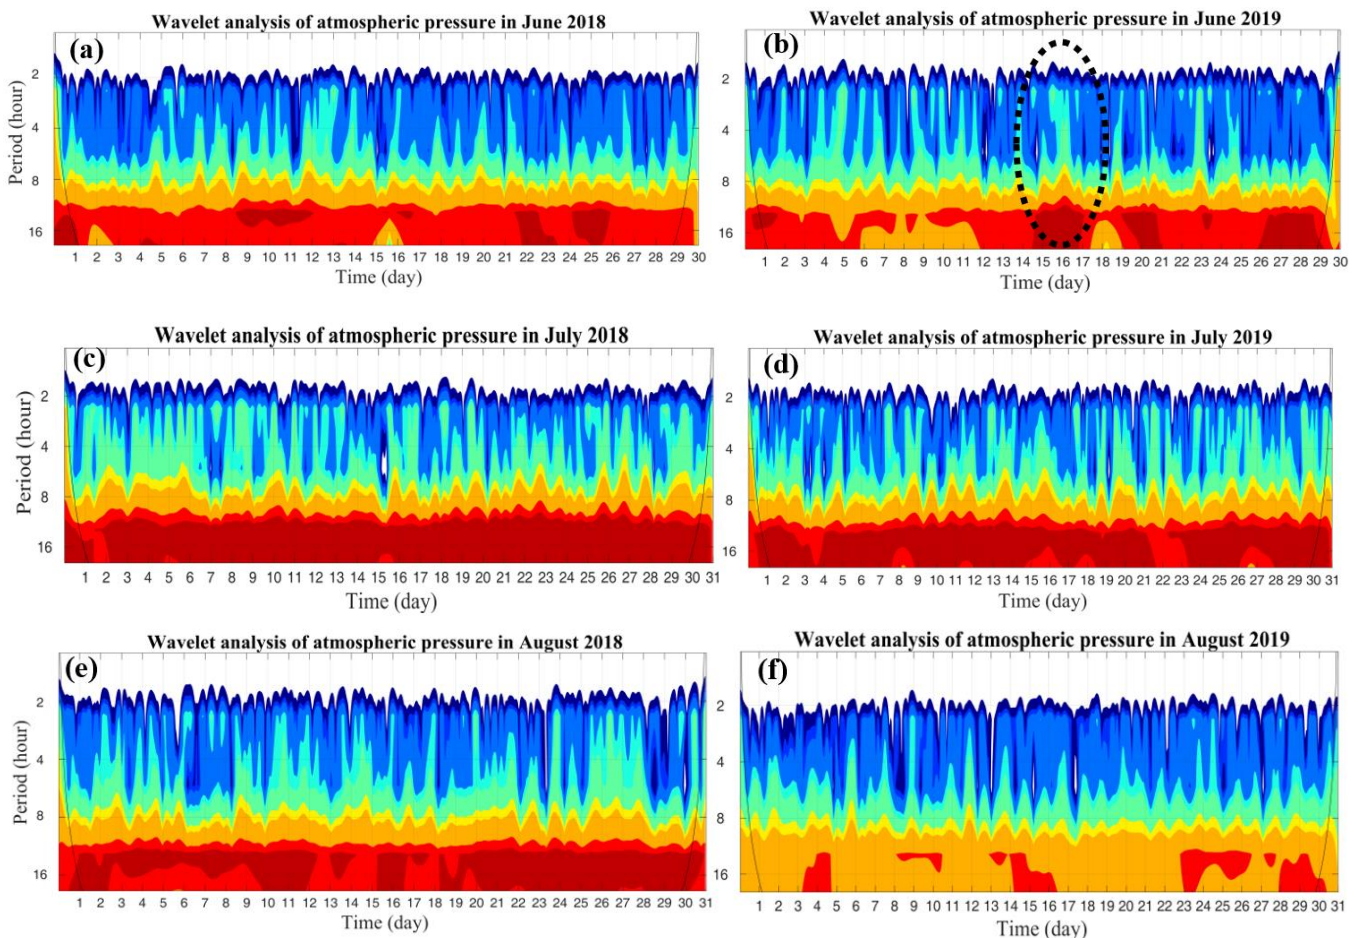 Wavelet analysis of atmospheric pressure in June 2018
(a)
Period (hour)
2
4
8
16
1 2 3 4 5 6 7 8 9 10 11 12 13 14 15 16 17 18 19 20 21 22 23 24 25 26 27 28 29 30
Time (day)
Wavelet analysis of atmospheric pressure in June 2019
(b)
2
4
8
16
1 2 3 4 5 6 7 8 9 10 11 12 13 14 15 16 17 18 19 20 21 22 23 24 25 26 27 28 29 30
Time (day)
Wavelet analysis of atmospheric pressure in July 2018
(c)
Period (hour)
2
4
8
16
1 2 3 4 5 6 7 8 9 10 11 12 13 14 15 16 17 18 19 20 21 22 23 24 25 26 27 28 29 30 31
Time (day)
Wavelet analysis of atmospheric pressure in July 2019
(d)
2
4
8
16
1 2 3 4 5 6 7 8 9 10 11 12 13 14 15 16 17 18 19 20 21 22 23 24 25 26 27 28 29 30 31
Time (day)
Wavelet analysis of atmospheric pressure in August 2018
(e)
Period (hour)
2
4
8
16
1 2 3 4 5 6 7 8 9 10 11 12 13 14 15 16 17 18 19 20 21 22 23 24 25 26 27 28 29 30 31
Time (day)
Wavelet analysis of atmospheric pressure in August 2019
(f)
2
4
8
16
1 2 3 4 5 6 7 8 9 10 11 12 13 14 15 16 17 18 19 20 21 22 23 24 25 26 27 28 29 30 31
Time (day)